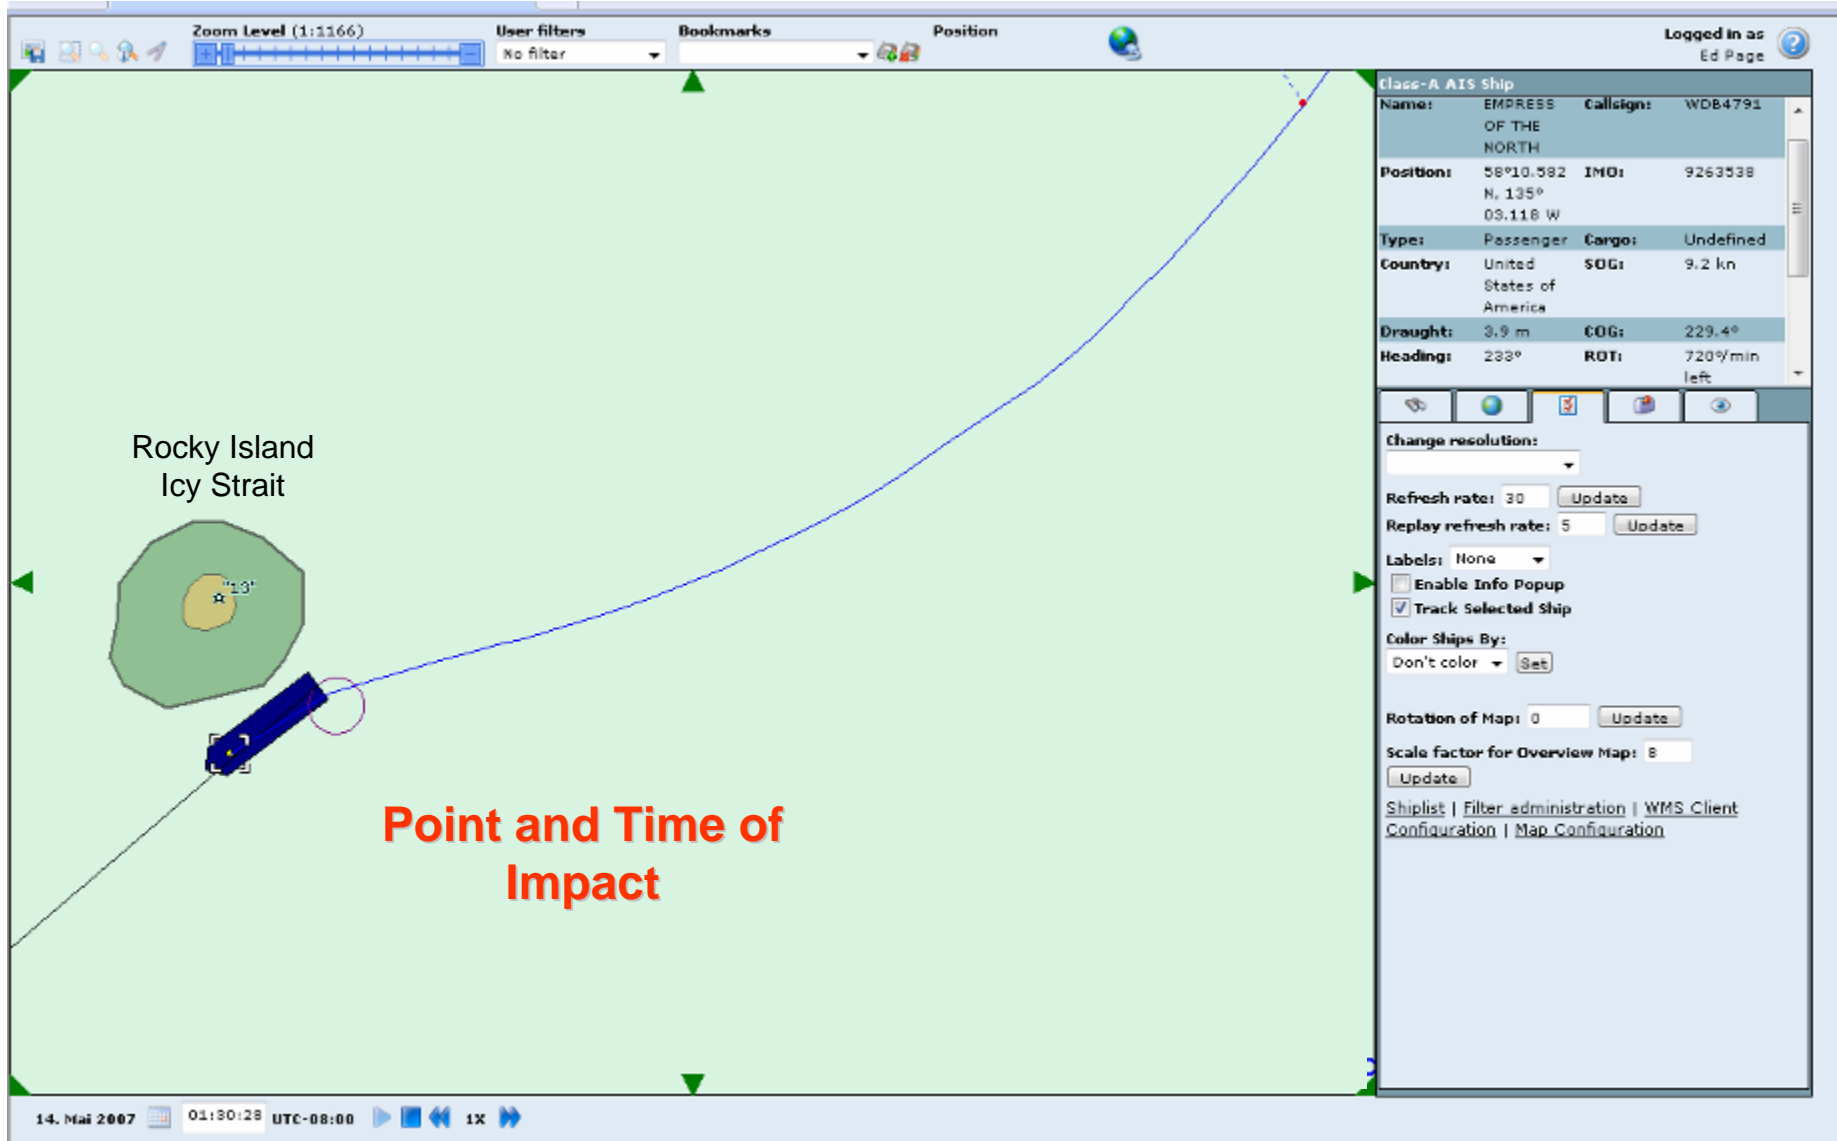 Zoom Level (1:1166)
User filters
Bookmarks
Position
Logged in as
No filter
Ed Page
Class-A AIS Ship
Name: EMPRESS OF THE NORTH Callsign: WDB4791
Position: 58°10.582 N, 135° 03.118 W IMO: 9263538
Type: Passenger Cargo: Undefined
Country: United States of America SOG: 9.2 kn
Draught: 3.9 m COG: 229.4°
Heading: 233° ROT: 720°/min left
Change resolution:
Refresh rate: 30 Update
Replay refresh rate: 5 Update
Labels: None
Enable Info Popup
Track Selected Ship
Color Ships By:
Don't color Set
Rotation of Map: 0 Update
Scale factor for Overview Map: 8
Update
Shiplist | Filter administration | WMS Client
Configuration | Map Configuration
Rocky Island
Icy Strait
"13"
Point and Time of
Impact
14. Mai 2007 01:30:28 UTC-08:00 1X